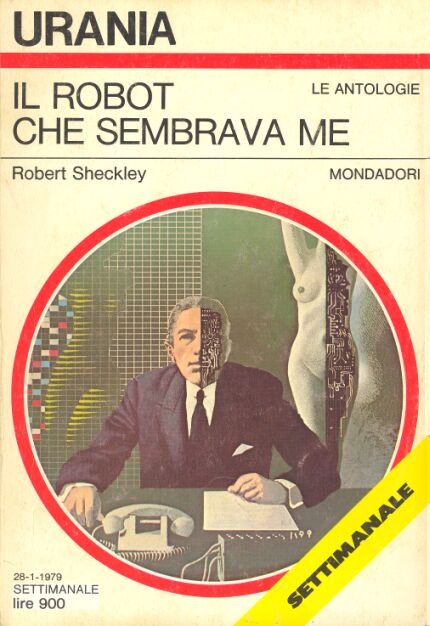 URANIA
IL ROBOT
CHE SEMBRAVA ME
LE ANTOLOGIE
Robert Sheckley
MONDADORI
SETTIMANALE
28-1-1979
SETTIMANALE
lire 900